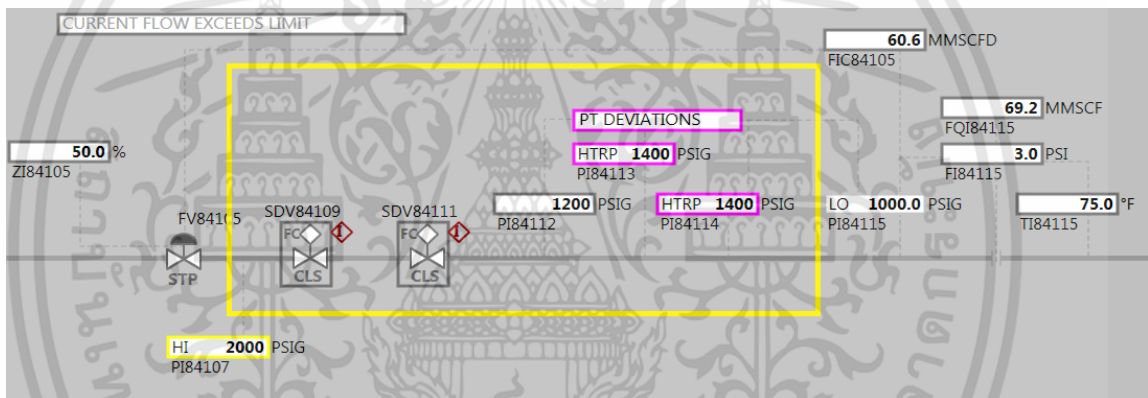 CURRENT FLOW EXCEEDS LIMIT
60.6 MMSCFD
FIC84105
69.2 MMSCF
FQI84115
PT DEVIATIONS
50.0 %
ZI84105
HTRP 1400 PSIG
PI84113
3.0 PSI
FI84115
FV84105
SDV84109
SDV84111
FC
1
FC
1
1200 PSIG
PI84112
HTRP 1400 PSIG
PI84114
LO 1000.0 PSIG
PI84115
75.0 °F
TI84115
STP
CLS
CLS
HI 2000 PSIG
PI84107